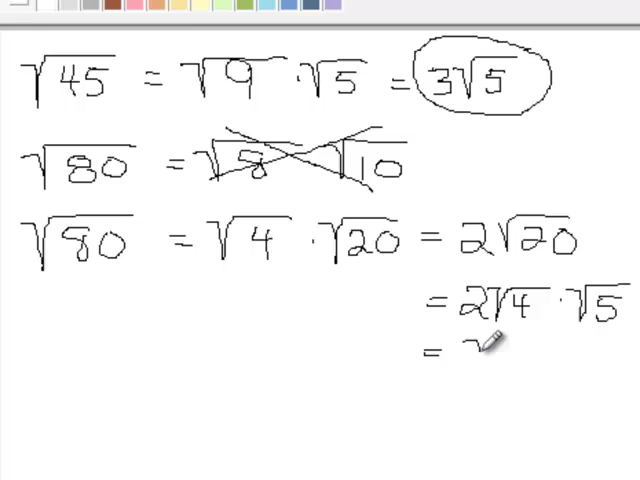 √45 = √9 · √5 = 3√5
√80 = √8 √10
√80 = √4 · √20 = 2√20
= 2√4 · √5
=